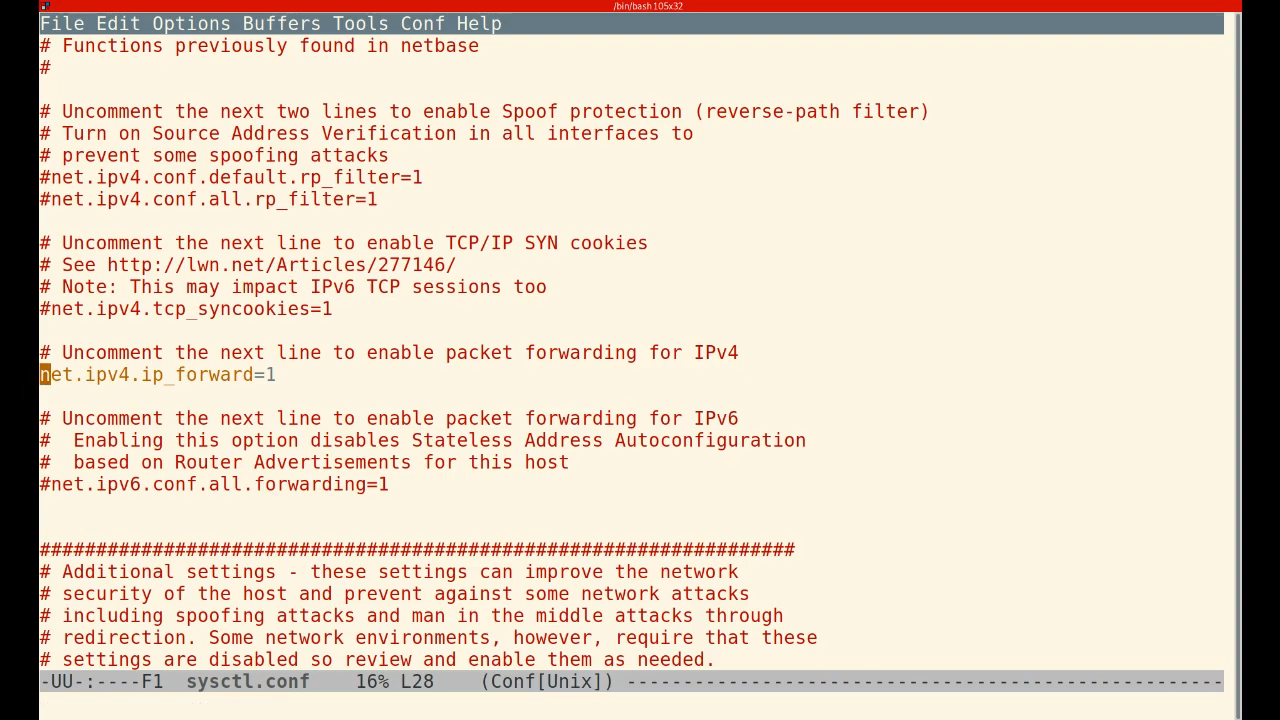 /bin/bash 105x32
File Edit Options Buffers Tools Conf Help
# Functions previously found in netbase
#
# Uncomment the next two lines to enable Spoof protection (reverse-path filter)
# Turn on Source Address Verification in all interfaces to
# prevent some spoofing attacks
#net.ipv4.conf.default.rp_filter=1
#net.ipv4.conf.all.rp_filter=1
# Uncomment the next line to enable TCP/IP SYN cookies
# See http://lwn.net/Articles/277146/
# Note: This may impact IPv6 TCP sessions too
#net.ipv4.tcp_syncookies=1
# Uncomment the next line to enable packet forwarding for IPv4
net.ipv4.ip_forward=1
# Uncomment the next line to enable packet forwarding for IPv6
#  Enabling this option disables Stateless Address Autoconfiguration
#  based on Router Advertisements for this host
#net.ipv6.conf.all.forwarding=1
###################################################################
# Additional settings - these settings can improve the network
# security of the host and prevent against some network attacks
# including spoofing attacks and man in the middle attacks through
# redirection. Some network environments, however, require that these
# settings are disabled so review and enable them as needed.
-UU-:----F1  sysctl.conf    16% L28    (Conf[Unix]) -----------------------------------------------------